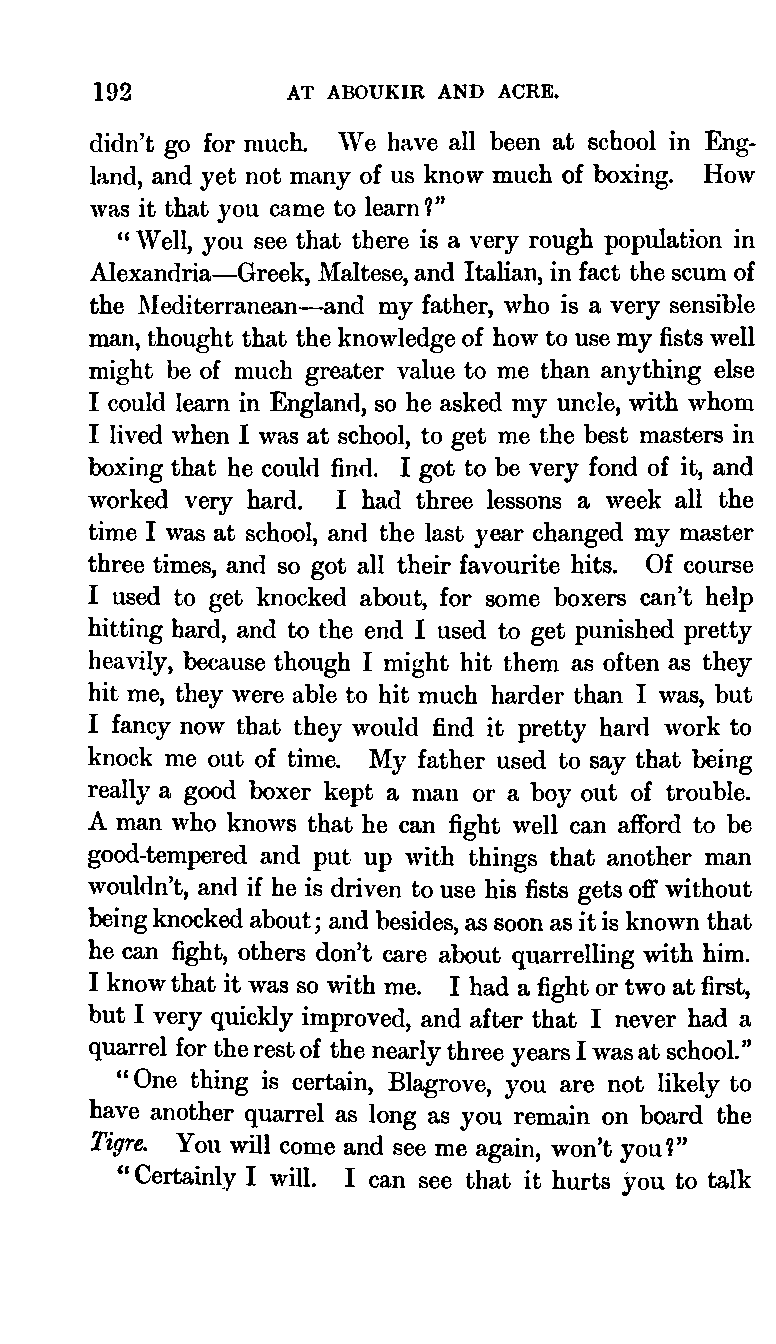 192 AT ABOUKIR AND ACRE.
didn't go for much. We have all been at school in Eng-
land, and yet not many of us know much of boxing. How
was it that you came to learn?"
"Well, you see that there is a very rough population in
Alexandria—Greek, Maltese, and Italian, in fact the scum of
the Mediterranean—and my father, who is a very sensible
man, thought that the knowledge of how to use my fists well
might be of much greater value to me than anything else
I could learn in England, so he asked my uncle, with whom
I lived when I was at school, to get me the best masters in
boxing that he could find. I got to be very fond of it, and
worked very hard. I had three lessons a week all the
time I was at school, and the last year changed my master
three times, and so got all their favourite hits. Of course
I used to get knocked about, for some boxers can't help
hitting hard, and to the end I used to get punished pretty
heavily, because though I might hit them as often as they
hit me, they were able to hit much harder than I was, but
I fancy now that they would find it pretty hard work to
knock me out of time. My father used to say that being
really a good boxer kept a man or a boy out of trouble.
A man who knows that he can fight well can afford to be
good-tempered and put up with things that another man
wouldn't, and if he is driven to use his fists gets off without
being knocked about; and besides, as soon as it is known that
he can fight, others don't care about quarrelling with him.
I know that it was so with me. I had a fight or two at first,
but I very quickly improved, and after that I never had a
quarrel for the rest of the nearly three years I was at school."
"One thing is certain, Blagrove, you are not likely to
have another quarrel as long as you remain on board the
Tigre. You will come and see me again, won't you?"
"Certainly I will. I can see that it hurts you to talk